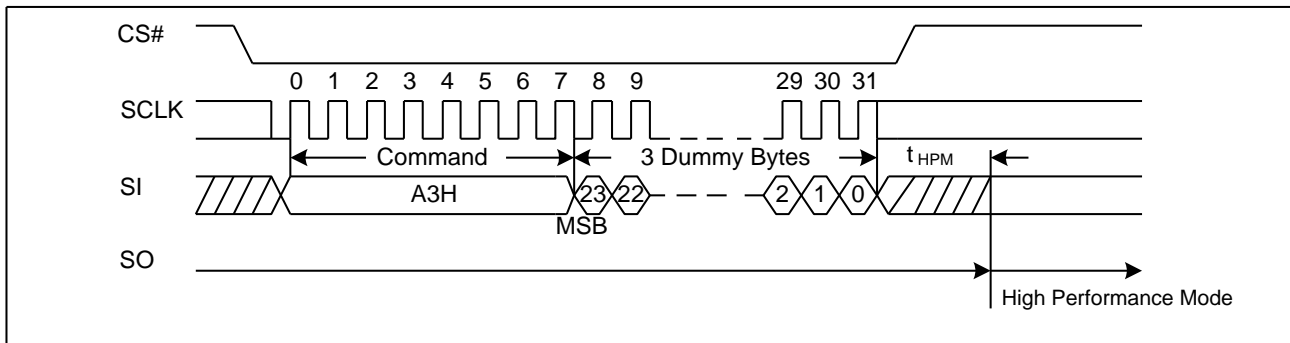 CS#
0 1 2 3 4 5 6 7 8 9 29 30 31
SCLK
Command 3 Dummy Bytes tHPM
SI A3H 23 22 2 1 0
MSB
SO
High Performance Mode